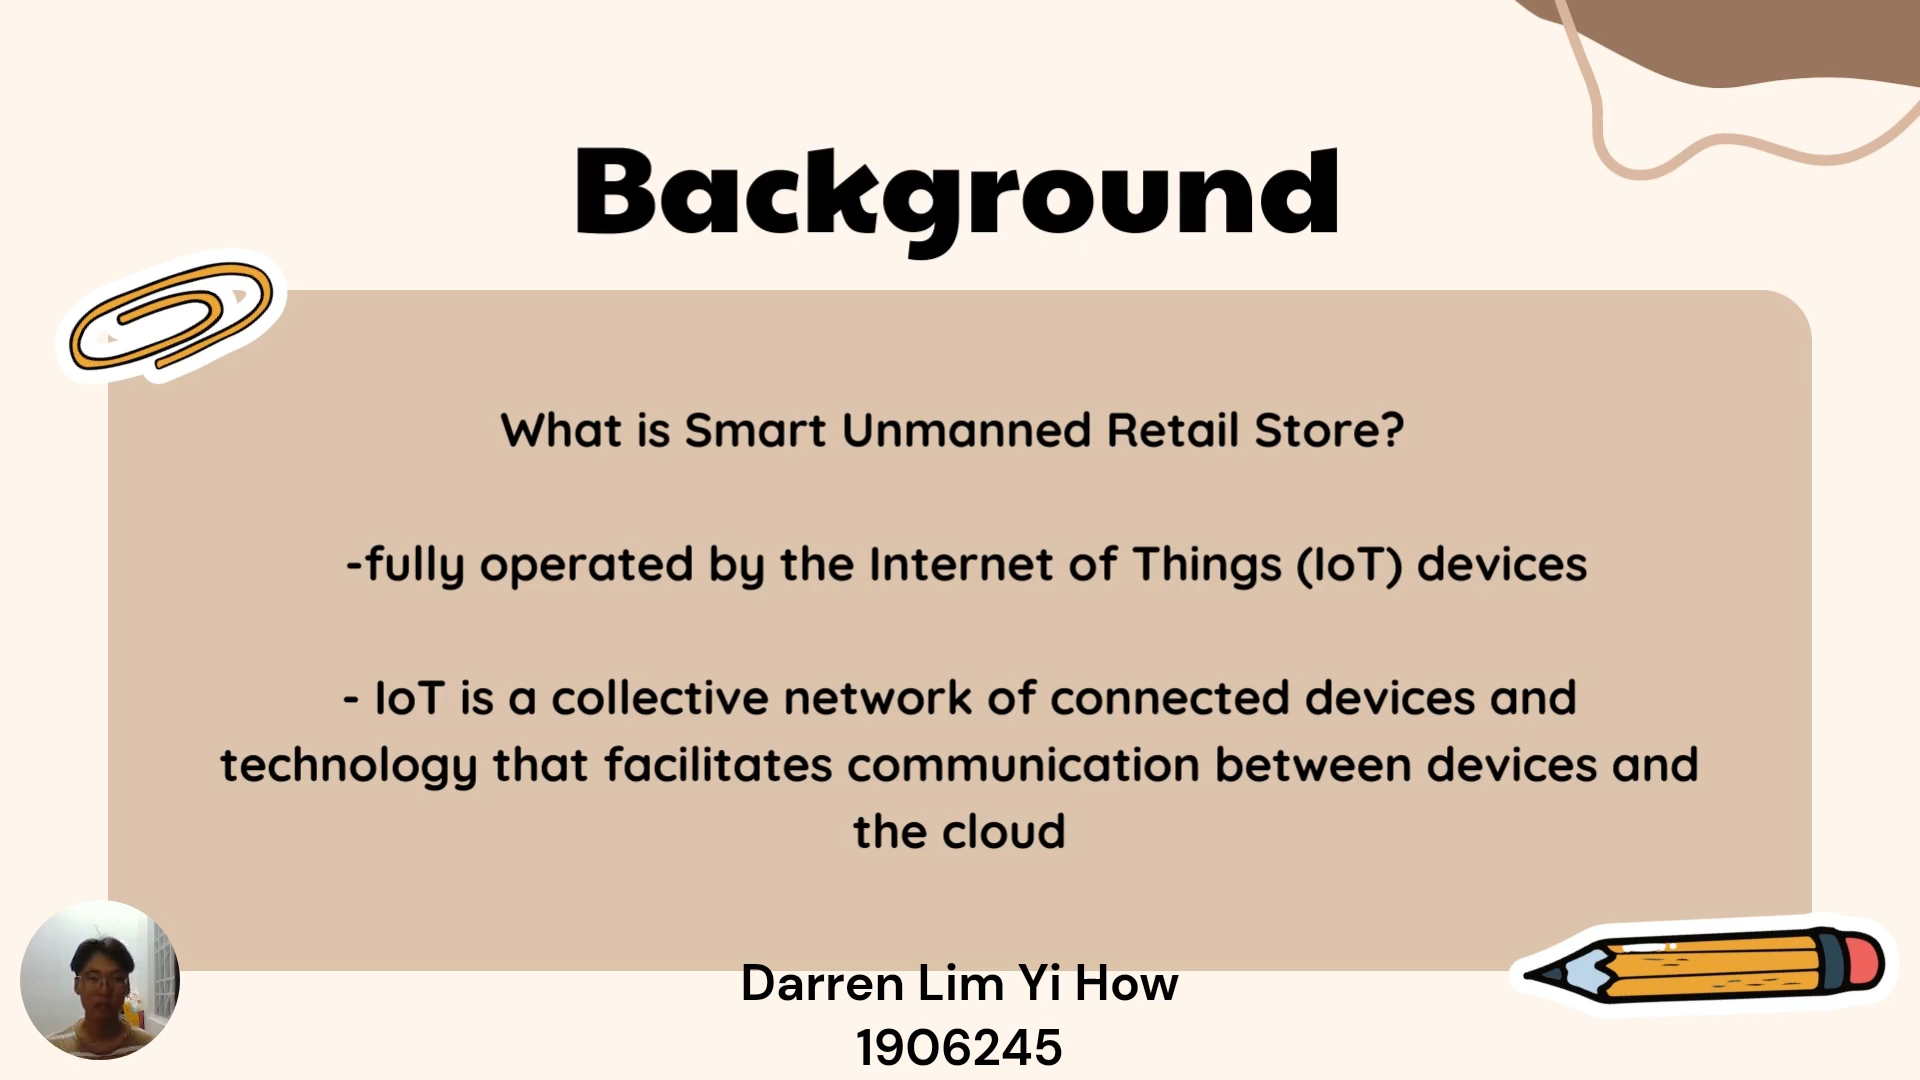 Background
What is Smart Unmanned Retail Store?
-fully operated by the Internet of Things (IoT) devices
- IoT is a collective network of connected devices and
technology that facilitates communication between devices and
the cloud
Darren Lim Yi How
1906245